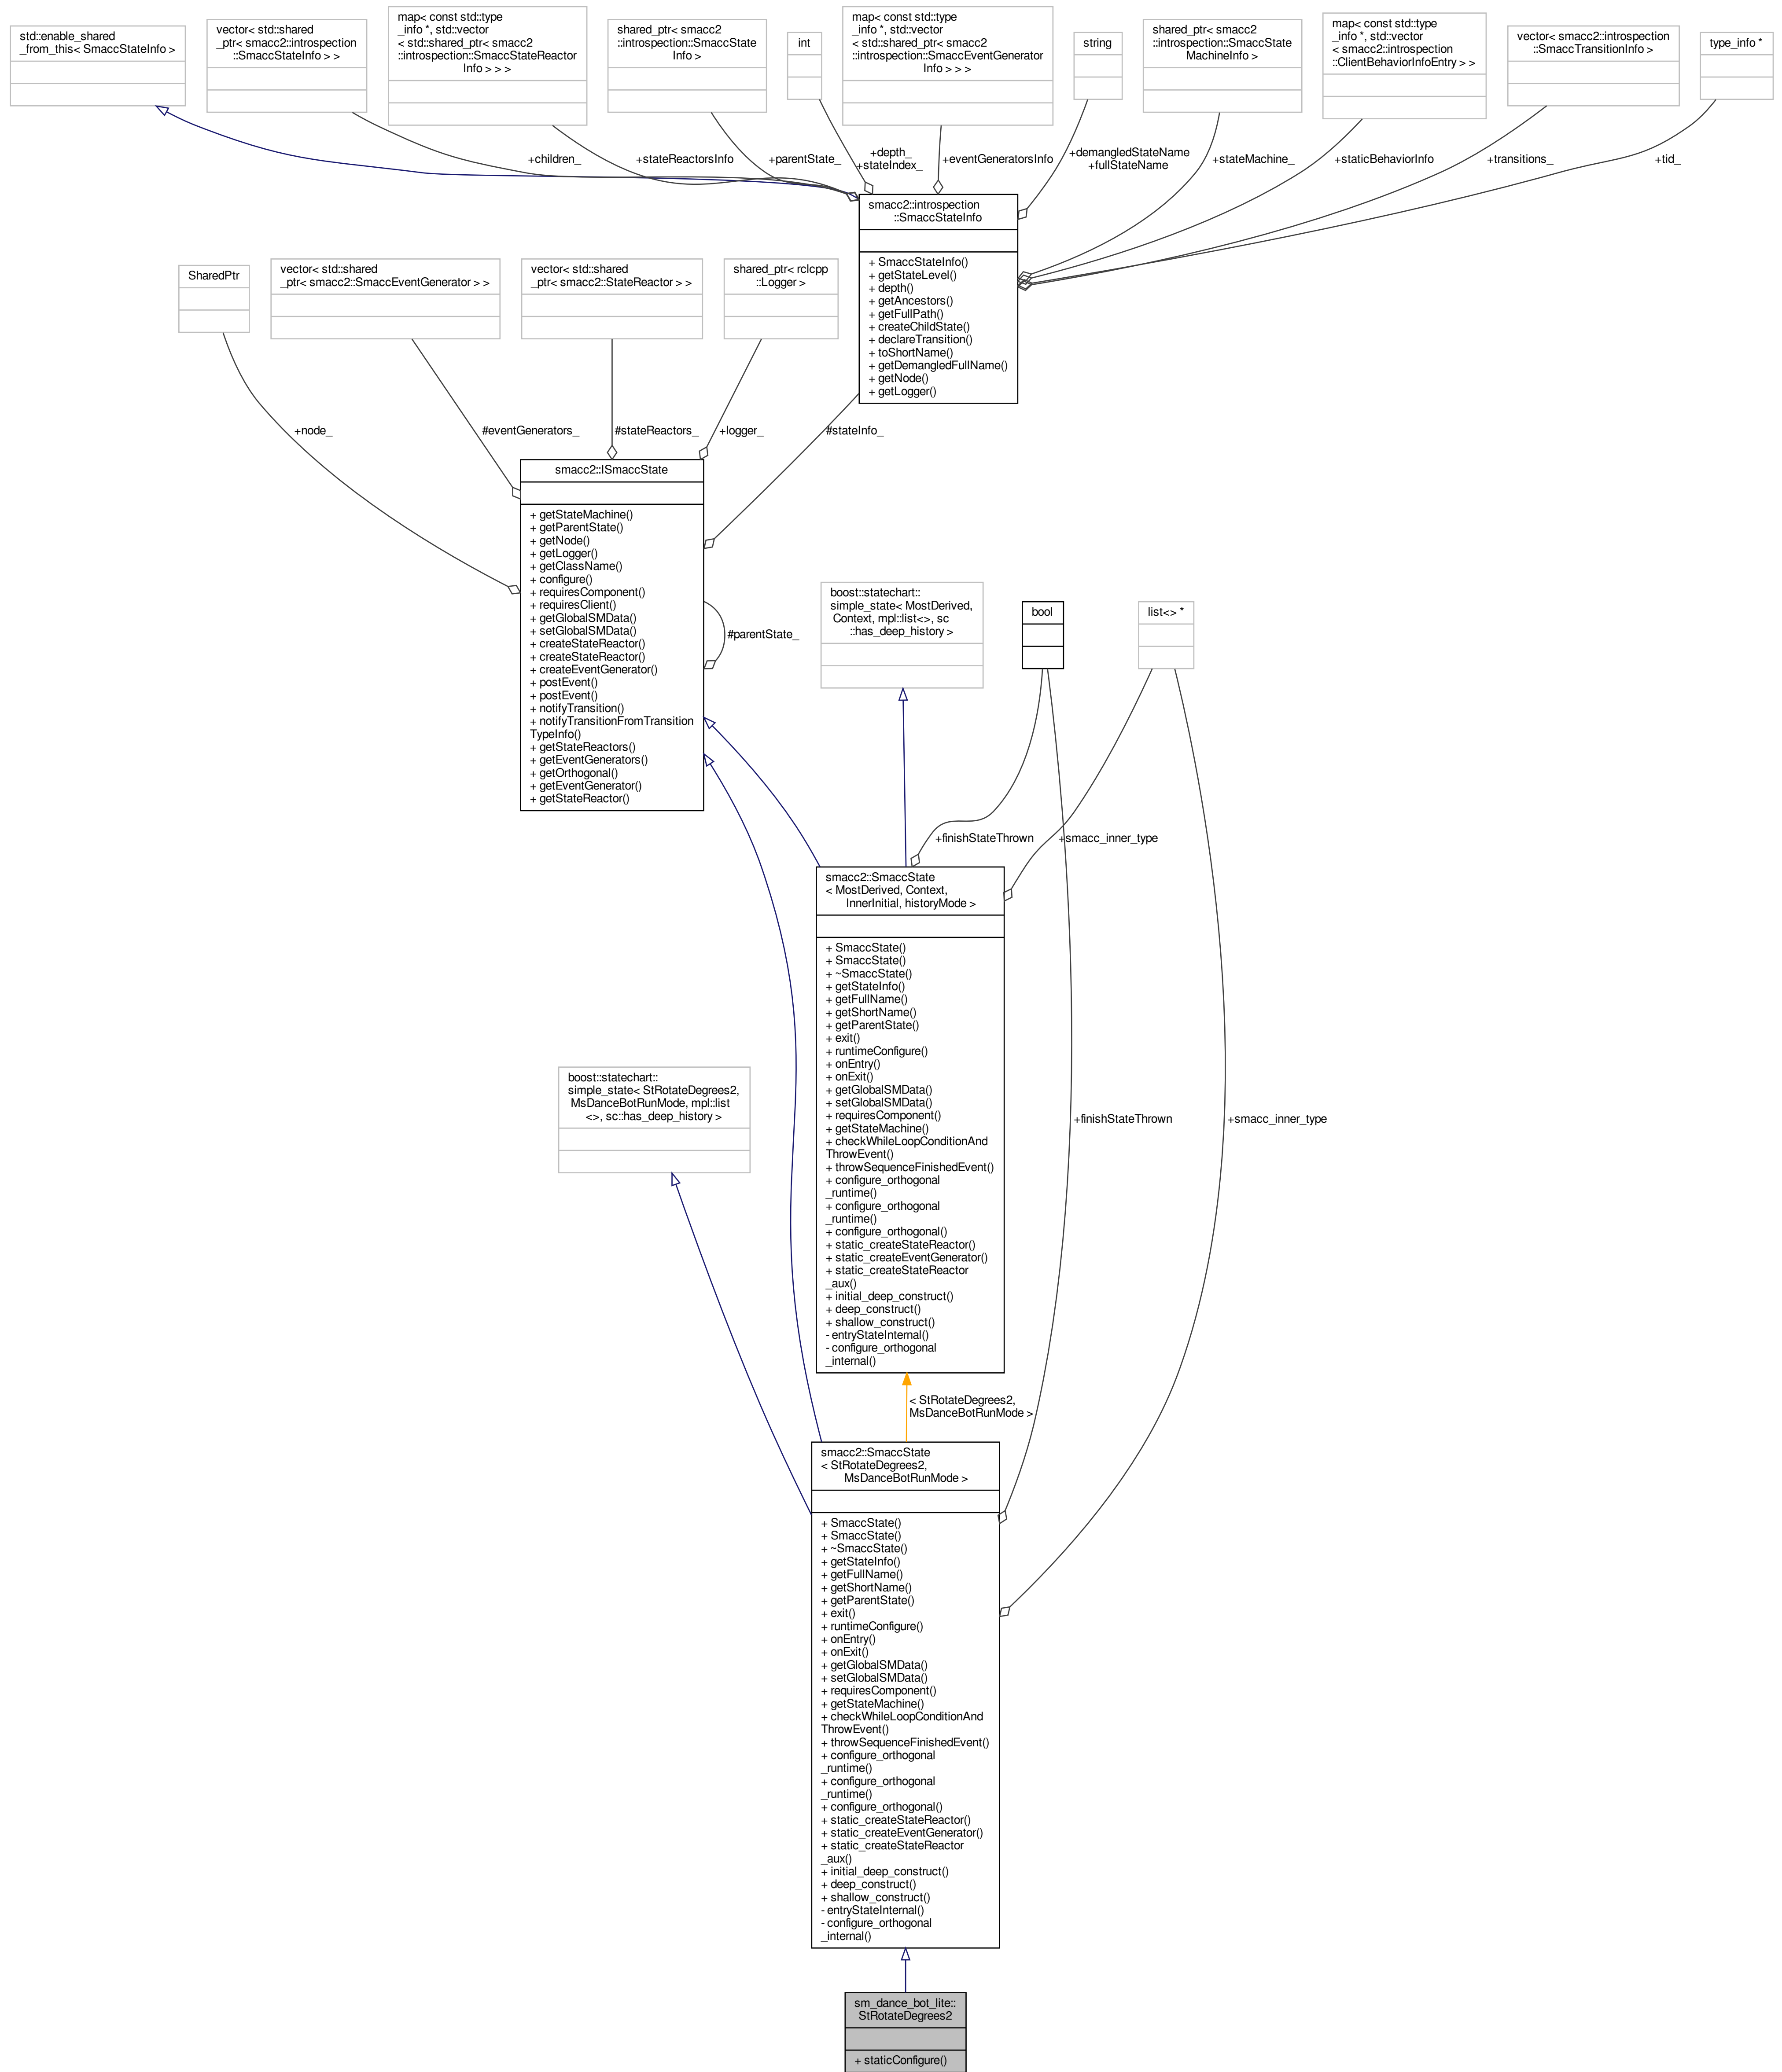 std::enable_shared
_from_this< SmaccStateInfo >
vector< std::shared
_ptr< smacc2::introspection
::SmaccStateInfo > >
map< const std::type
_info *, std::vector
< std::shared_ptr< smacc2
::introspection::SmaccStateReactor
Info > > >
shared_ptr< smacc2
::introspection::SmaccState
Info >
int
map< const std::type
_info *, std::vector
< std::shared_ptr< smacc2
::introspection::SmaccEventGenerator
Info > > >
string
shared_ptr< smacc2
::introspection::SmaccState
MachineInfo >
map< const std::type
_info *, std::vector
< smacc2::introspection
::ClientBehaviorInfoEntry > >
vector< smacc2::introspection
::SmaccTransitionInfo >
type_info *
+children_
+stateReactorsInfo
+parentState_
+depth_
+stateIndex_
+eventGeneratorsInfo
+demangledStateName
+fullStateName
+stateMachine_
+staticBehaviorInfo
+transitions_
+tid_
smacc2::introspection
::SmaccStateInfo
+ SmaccStateInfo()
+ getStateLevel()
+ depth()
+ getAncestors()
+ getFullPath()
+ createChildState()
+ declareTransition()
+ toShortName()
+ getDemangledFullName()
+ getNode()
+ getLogger()
SharedPtr
vector< std::shared
_ptr< smacc2::SmaccEventGenerator > >
vector< std::shared
_ptr< smacc2::StateReactor > >
shared_ptr< rclcpp
::Logger >
+node_
#eventGenerators_
#stateReactors_
+logger_
#stateInfo_
smacc2::ISmaccState
+ getStateMachine()
+ getParentState()
+ getNode()
+ getLogger()
+ getClassName()
+ configure()
+ requiresComponent()
+ requiresClient()
+ getGlobalSMData()
+ setGlobalSMData()
+ createStateReactor()
+ createStateReactor()
+ createEventGenerator()
+ postEvent()
+ postEvent()
+ notifyTransition()
+ notifyTransitionFromTransition
TypeInfo()
+ getStateReactors()
+ getEventGenerators()
+ getOrthogonal()
+ getEventGenerator()
+ getStateReactor()
#parentState_
boost::statechart::
simple_state< MostDerived,
Context, mpl::list<>, sc
::has_deep_history >
bool
list<> *
+finishStateThrown
+smacc_inner_type
smacc2::SmaccState
< MostDerived, Context,
InnerInitial, historyMode >
+ SmaccState()
+ SmaccState()
+ ~SmaccState()
+ getStateInfo()
+ getFullName()
+ getShortName()
+ getParentState()
+ exit()
+ runtimeConfigure()
+ onEntry()
+ onExit()
+ getGlobalSMData()
+ setGlobalSMData()
+ requiresComponent()
+ getStateMachine()
+ checkWhileLoopConditionAnd
ThrowEvent()
+ throwSequenceFinishedEvent()
+ configure_orthogonal
_runtime()
+ configure_orthogonal
_runtime()
+ configure_orthogonal()
+ static_createStateReactor()
+ static_createEventGenerator()
+ static_createStateReactor
_aux()
+ initial_deep_construct()
+ deep_construct()
+ shallow_construct()
- entryStateInternal()
- configure_orthogonal
_internal()
boost::statechart::
simple_state< StRotateDegrees2,
MsDanceBotRunMode, mpl::list
<>, sc::has_deep_history >
+finishStateThrown
+smacc_inner_type
< StRotateDegrees2,
MsDanceBotRunMode >
smacc2::SmaccState
< StRotateDegrees2,
MsDanceBotRunMode >
+ SmaccState()
+ SmaccState()
+ ~SmaccState()
+ getStateInfo()
+ getFullName()
+ getShortName()
+ getParentState()
+ exit()
+ runtimeConfigure()
+ onEntry()
+ onExit()
+ getGlobalSMData()
+ setGlobalSMData()
+ requiresComponent()
+ getStateMachine()
+ checkWhileLoopConditionAnd
ThrowEvent()
+ throwSequenceFinishedEvent()
+ configure_orthogonal
_runtime()
+ configure_orthogonal
_runtime()
+ configure_orthogonal()
+ static_createStateReactor()
+ static_createEventGenerator()
+ static_createStateReactor
_aux()
+ initial_deep_construct()
+ deep_construct()
+ shallow_construct()
- entryStateInternal()
- configure_orthogonal
_internal()
sm_dance_bot_lite::
StRotateDegrees2
+ staticConfigure()